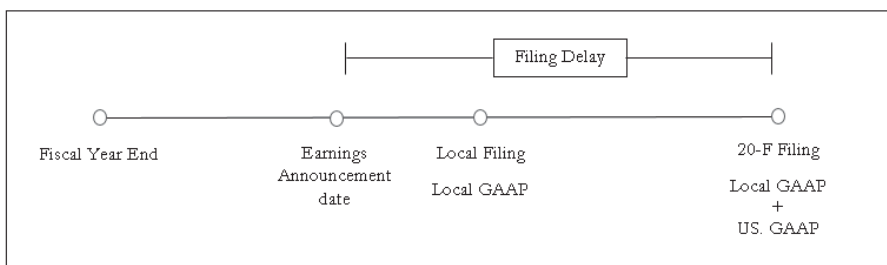 Filing Delay
Fiscal Year End
Earnings
Announcement
date
Local Filing
Local GAAP
20-F Filing
Local GAAP
+
US. GAAP